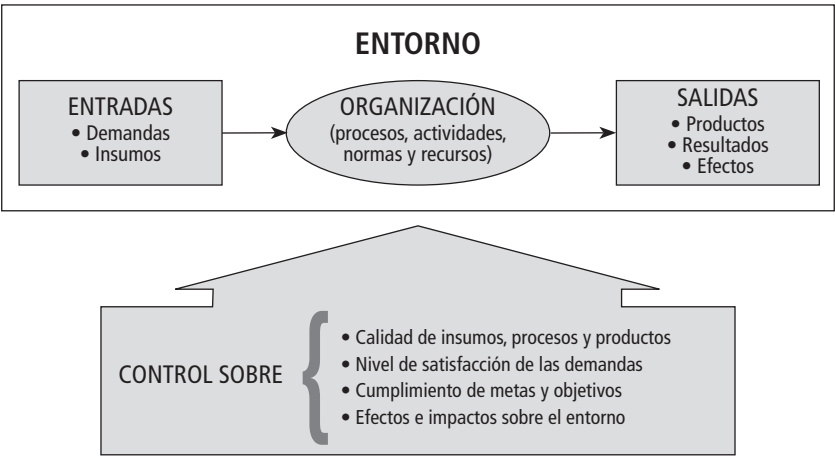 ENTORNO
ENTRADAS
• Demandas
• Insumos
ORGANIZACIÓN
(procesos, actividades,
normas y recursos)
SALIDAS
• Productos
• Resultados
• Efectos
CONTROL SOBRE
• Calidad de insumos, procesos y productos
• Nivel de satisfacción de las demandas
• Cumplimiento de metas y objetivos
• Efectos e impactos sobre el entorno